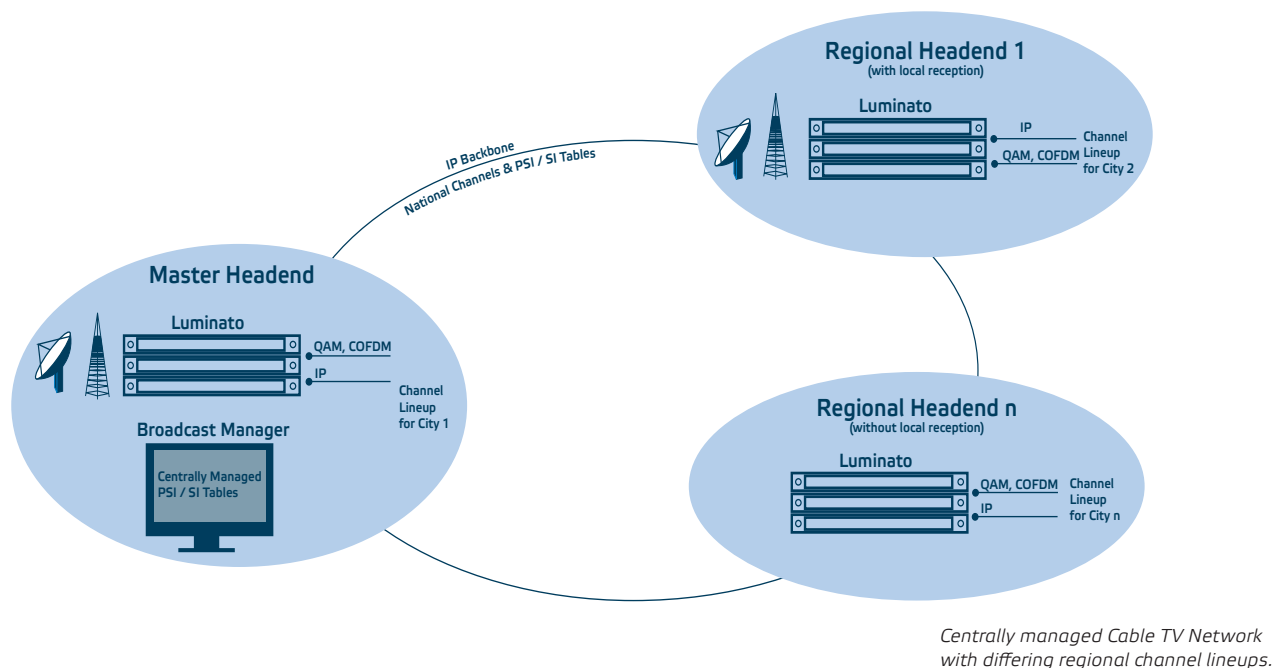 Regional Headend 1
(with local reception)
Luminato
IP
QAM, COFDM
Channel
Lineup
for City 2
IP Backbone
National Channels & PSI / SI Tables
Master Headend
Luminato
QAM, COFDM
IP
Channel
Lineup
for City 1
Broadcast Manager
Centrally Managed
PSI / SI Tables
Regional Headend n
(without local reception)
Luminato
QAM, COFDM
IP
Channel
Lineup
for City n
Centrally managed Cable TV Network
with differing regional channel lineups.